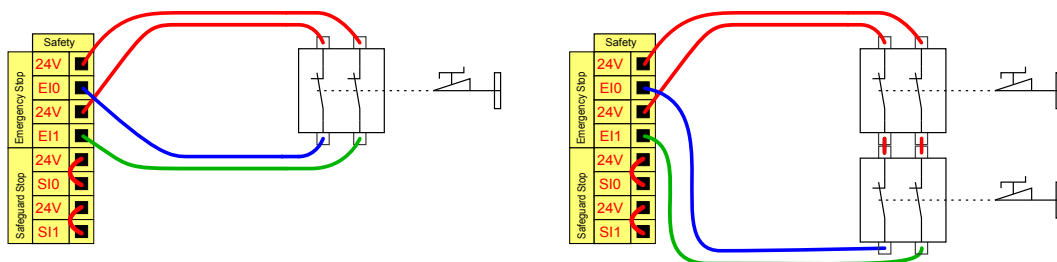 Safety
Emergency Stop
24V
EI0
24V
EI1
Safeguard Stop
24V
SI0
24V
SI1
Safety
Emergency Stop
24V
EI0
24V
EI1
Safeguard Stop
24V
SI0
24V
SI1